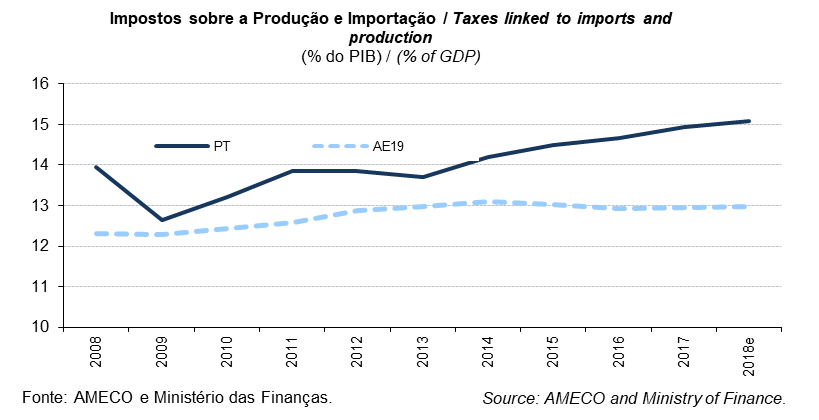 Impostos sobre a Produção e Importação / Taxes linked to imports and
production
(% do PIB) / (% of GDP)
16
15
14
13
12
11
10
PT
AE19
2008
2009
2010
2011
2012
2013
2014
2015
2016
2017
2018e
Fonte: AMECO e Ministério das Finanças.
Source: AMECO and Ministry of Finance.